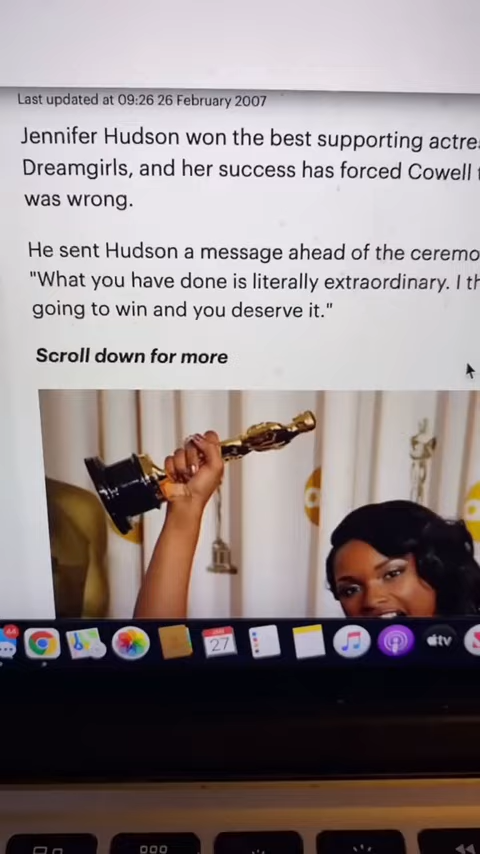 Last updated at 09:26 26 February 2007
Jennifer Hudson won the best supporting
Dreamgirls, and her success has forced Cowell
was wrong.
He sent Hudson a message ahead of the
"What you have done is literally extraordinary. I
going to win and you deserve it."
Scroll down for more
44
27
tv